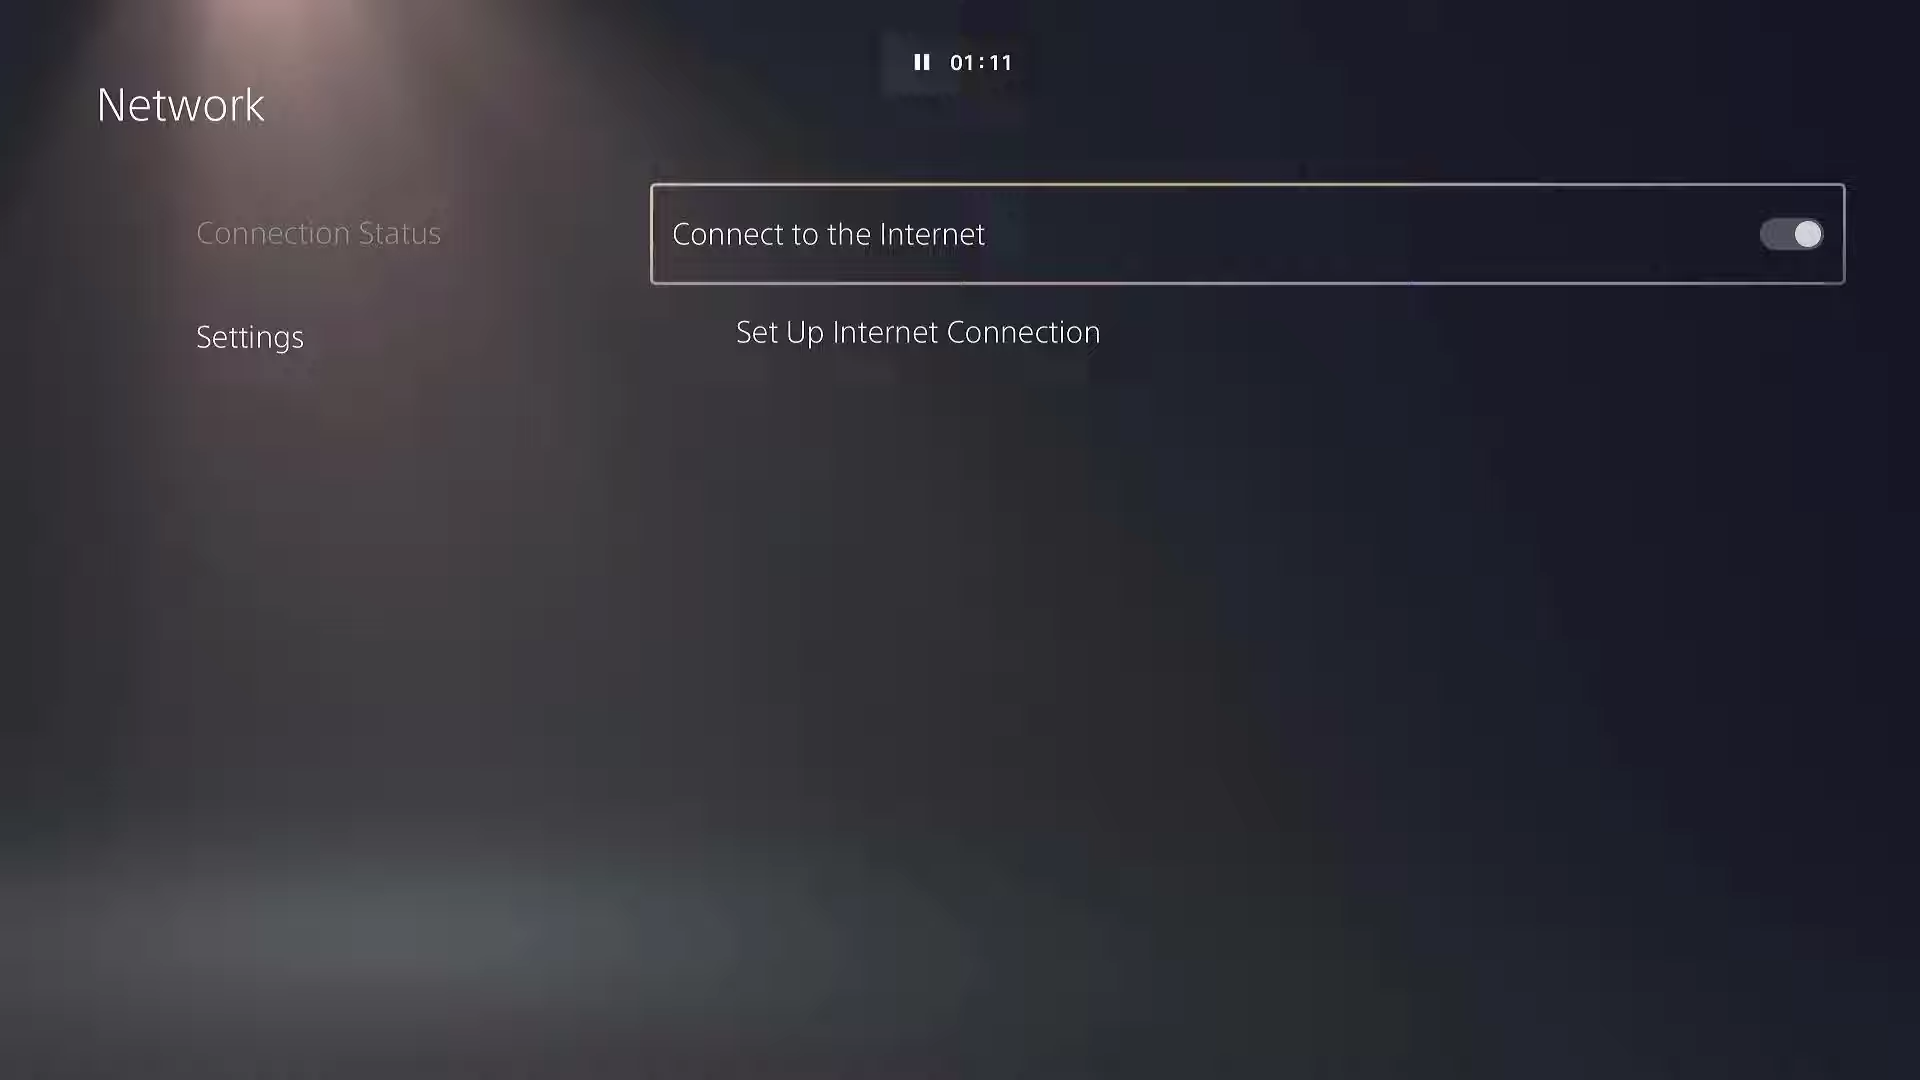 01:11
Network
Connection Status
Connect to the Internet
Settings
Set Up Internet Connection